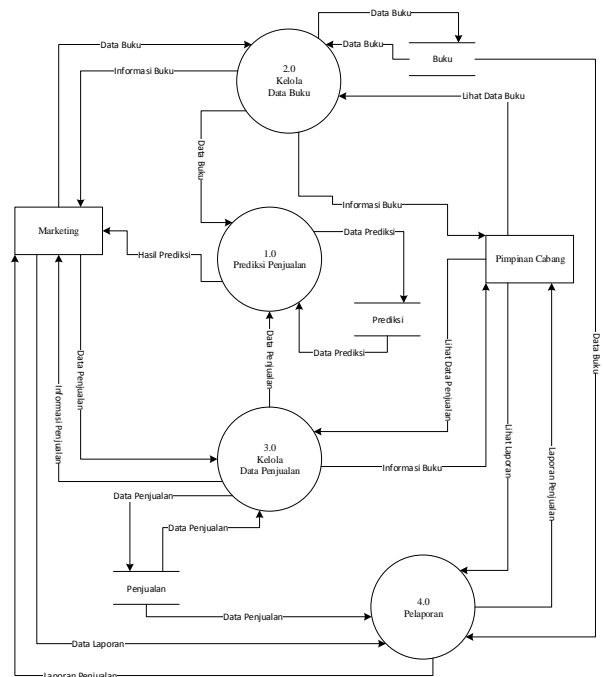 Data Buku
Data Buku
Data Buku
Buku
2.0
Kelola
Data Buku
Informasi Buku
Lihat Data Buku
Data Buku
Informasi Buku
Marketing
Data Prediksi
1.0
Prediksi Penjualan
Hasil Prediksi
Pimpinan Cabang
Prediksi
Data Prediksi
Data Penjualan
Data Buku
Lihat Data Penjualan
Data Penjualan
Informasi Penjualan
3.0
Kelola
Data Penjualan
Informasi Buku
Lihat Laporan
Laporan Penjualan
Data Penjualan
Data Penjualan
Penjualan
4.0
Pelaporan
Data Penjualan
Data Laporan
Laporan Penjualan